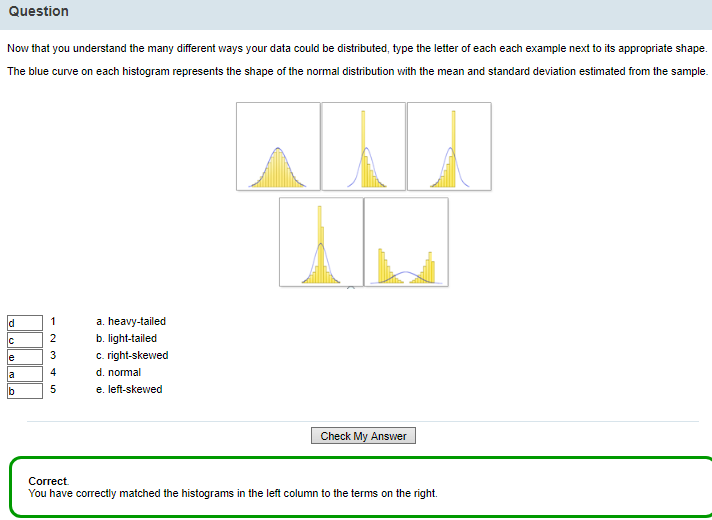 Question
Now that you understand the many different ways your data could be distributed, type the letter of each each example next to its appropriate shape.
The blue curve on each histogram represents the shape of the normal distribution with the mean and standard deviation estimated from the sample.
d 1 a. heavy-tailed
c 2 b. light-tailed
e 3 c. right-skewed
a 4 d. normal
b 5 e. left-skewed
Check My Answer
Correct.
You have correctly matched the histograms in the left column to the terms on the right.